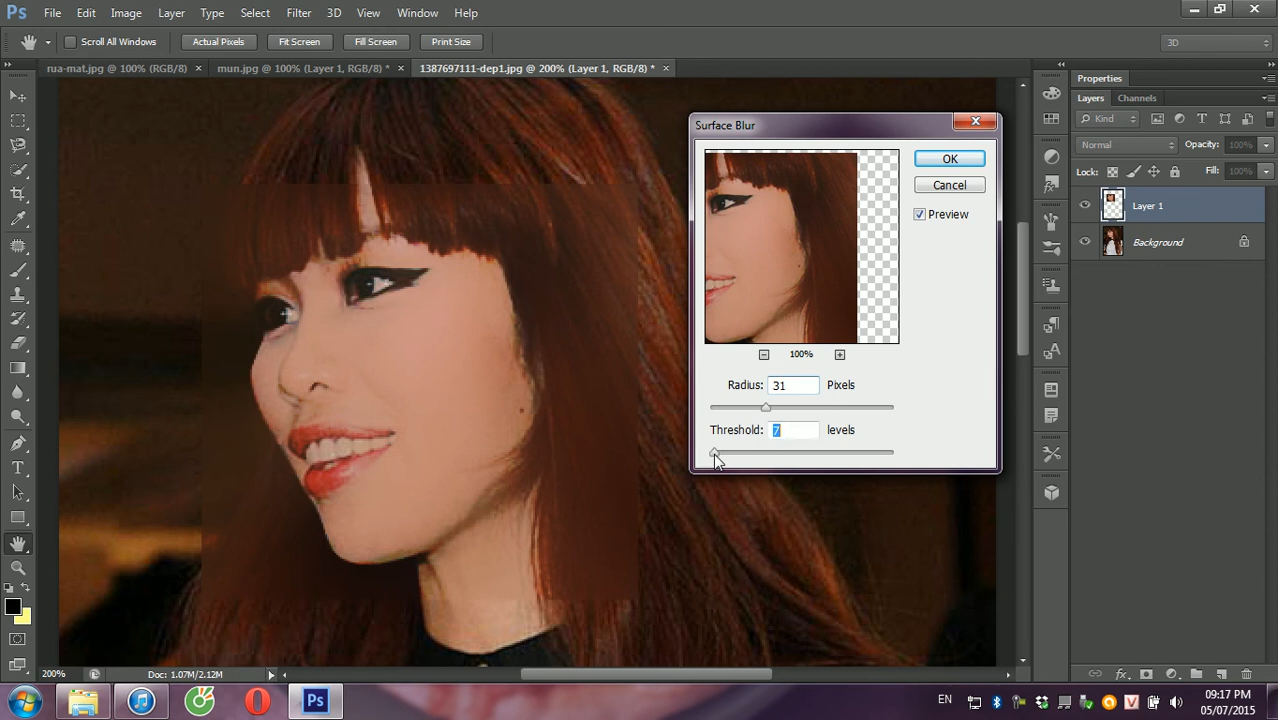 Ps File Edit Image Layer Type Select Filter 3D View Window Help
Scroll All Windows Actual Pixels Fit Screen Fill Screen Print Size 3D
rua-mat.jpg @ 100% (RGB/8) × mun.jpg @ 100% (Layer 1, RGB/8) * × 1387697111-dep1.jpg @ 200% (Layer 1, RGB/8) * ×
Properties
Layers Channels
Kind
Normal Opacity: 100%
Lock: Fill: 100%
Layer 1
Background
Surface Blur
OK
Cancel
Preview
100%
Radius: 31 Pixels
Threshold: 7 levels
200% Doc: 1.07M/2.12M
Ps EN 09:17 PM
05/07/2015